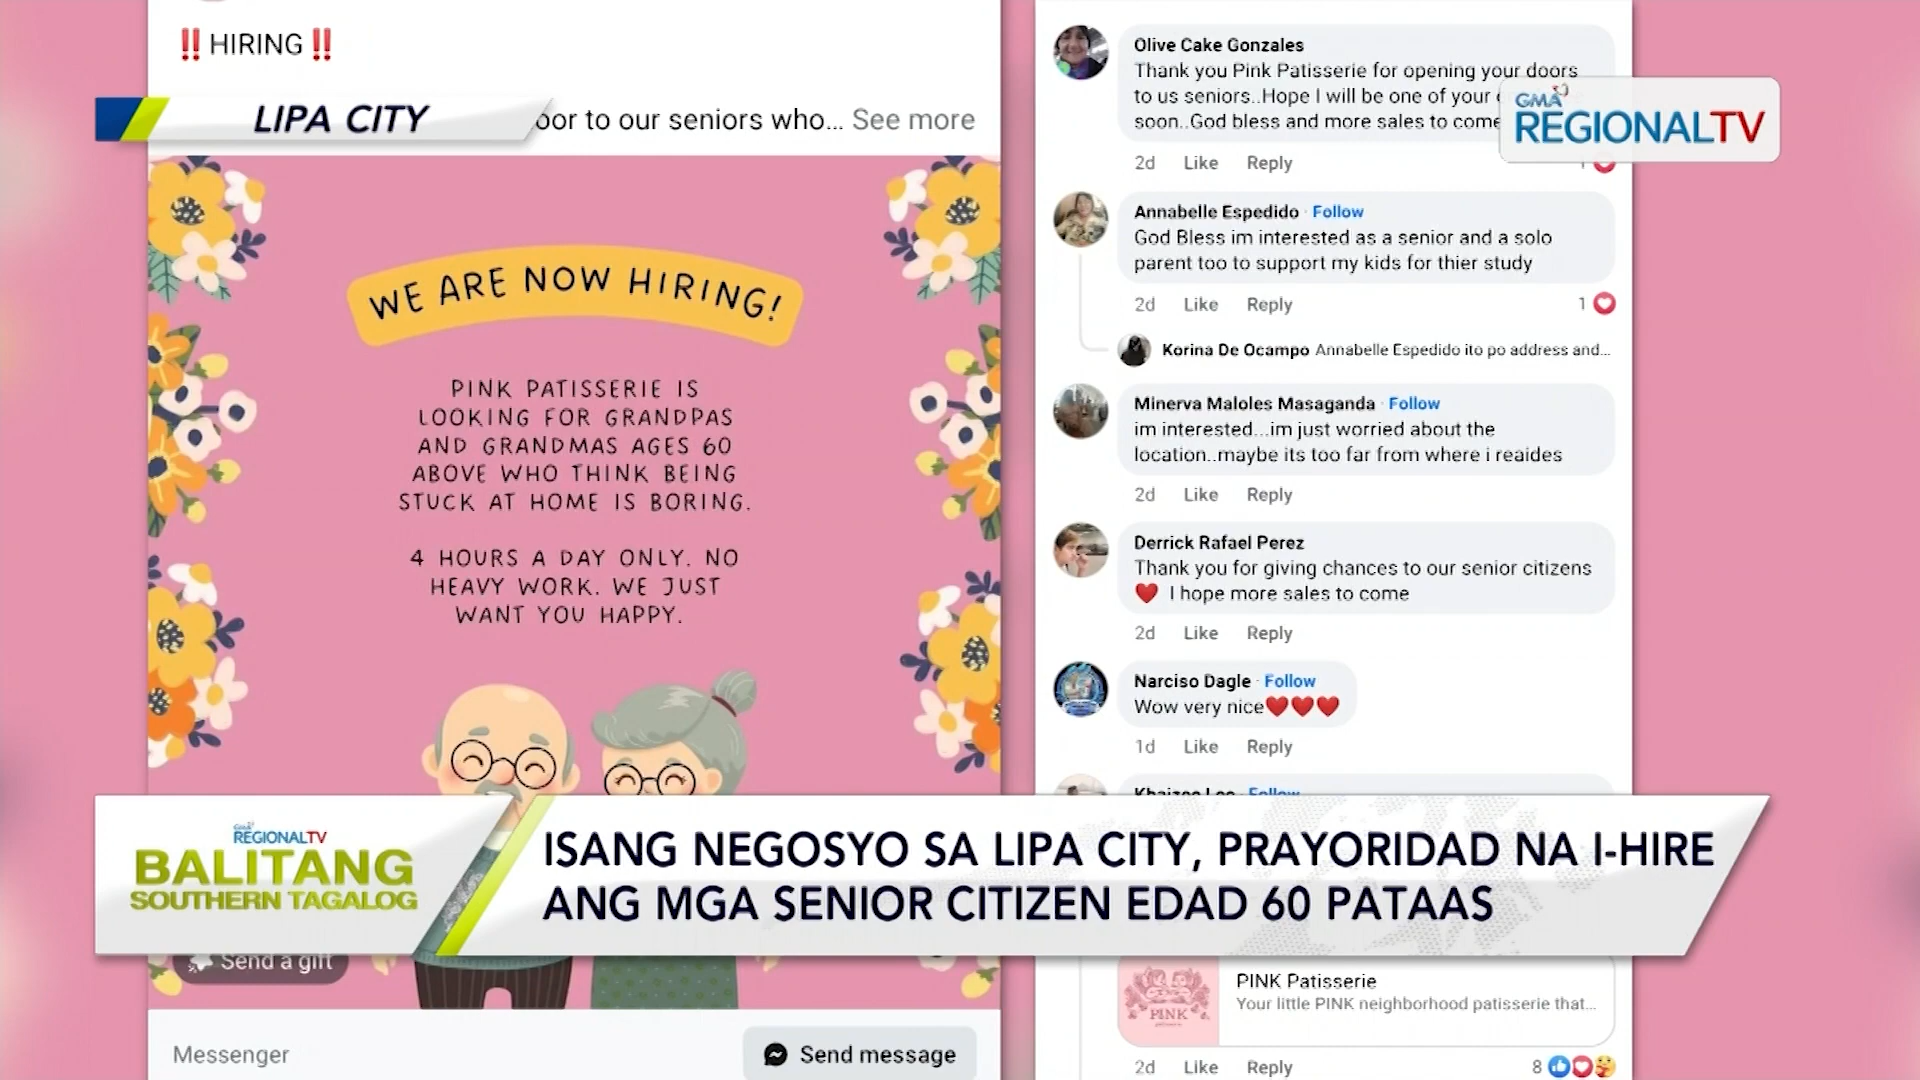 ‼️ HIRING ‼️
LIPA CITY
to our seniors who... See more
WE ARE NOW HIRING!
PINK PATISSERIE IS
LOOKING FOR GRANDPAS
AND GRANDMAS AGES 60
ABOVE WHO THINK BEING
STUCK AT HOME IS BORING.
4 HOURS A DAY ONLY. NO
HEAVY WORK. WE JUST
WANT YOU HAPPY.
Send a gift
Messenger
Send message
Olive Cake Gonzales
Thank you Pink Patisserie for opening your doors
to us seniors..Hope I will be one of your
soon..God bless and more sales to come
2d Like Reply 1
GMA
REGIONALTV
Annabelle Espedido · Follow
God Bless im interested as a senior and a solo
parent too to support my kids for thier study
2d Like Reply 1
Korina De Ocampo Annabelle Espedido ito po address and...
Minerva Maloles Masaganda · Follow
im interested...im just worried about the
location..maybe its too far from where i reaides
2d Like Reply
Derrick Rafael Perez
Thank you for giving chances to our senior citizens
❤️ I hope more sales to come
2d Like Reply
Narciso Dagle · Follow
Wow very nice❤️❤️❤️
1d Like Reply
Follow
GMA
REGIONALTV
BALITANG
SOUTHERN TAGALOG
ISANG NEGOSYO SA LIPA CITY, PRAYORIDAD NA I-HIRE
ANG MGA SENIOR CITIZEN EDAD 60 PATAAS
PINK
patisserie
PINK Patisserie
Your little PINK neighborhood patisserie that...
2d Like Reply 8